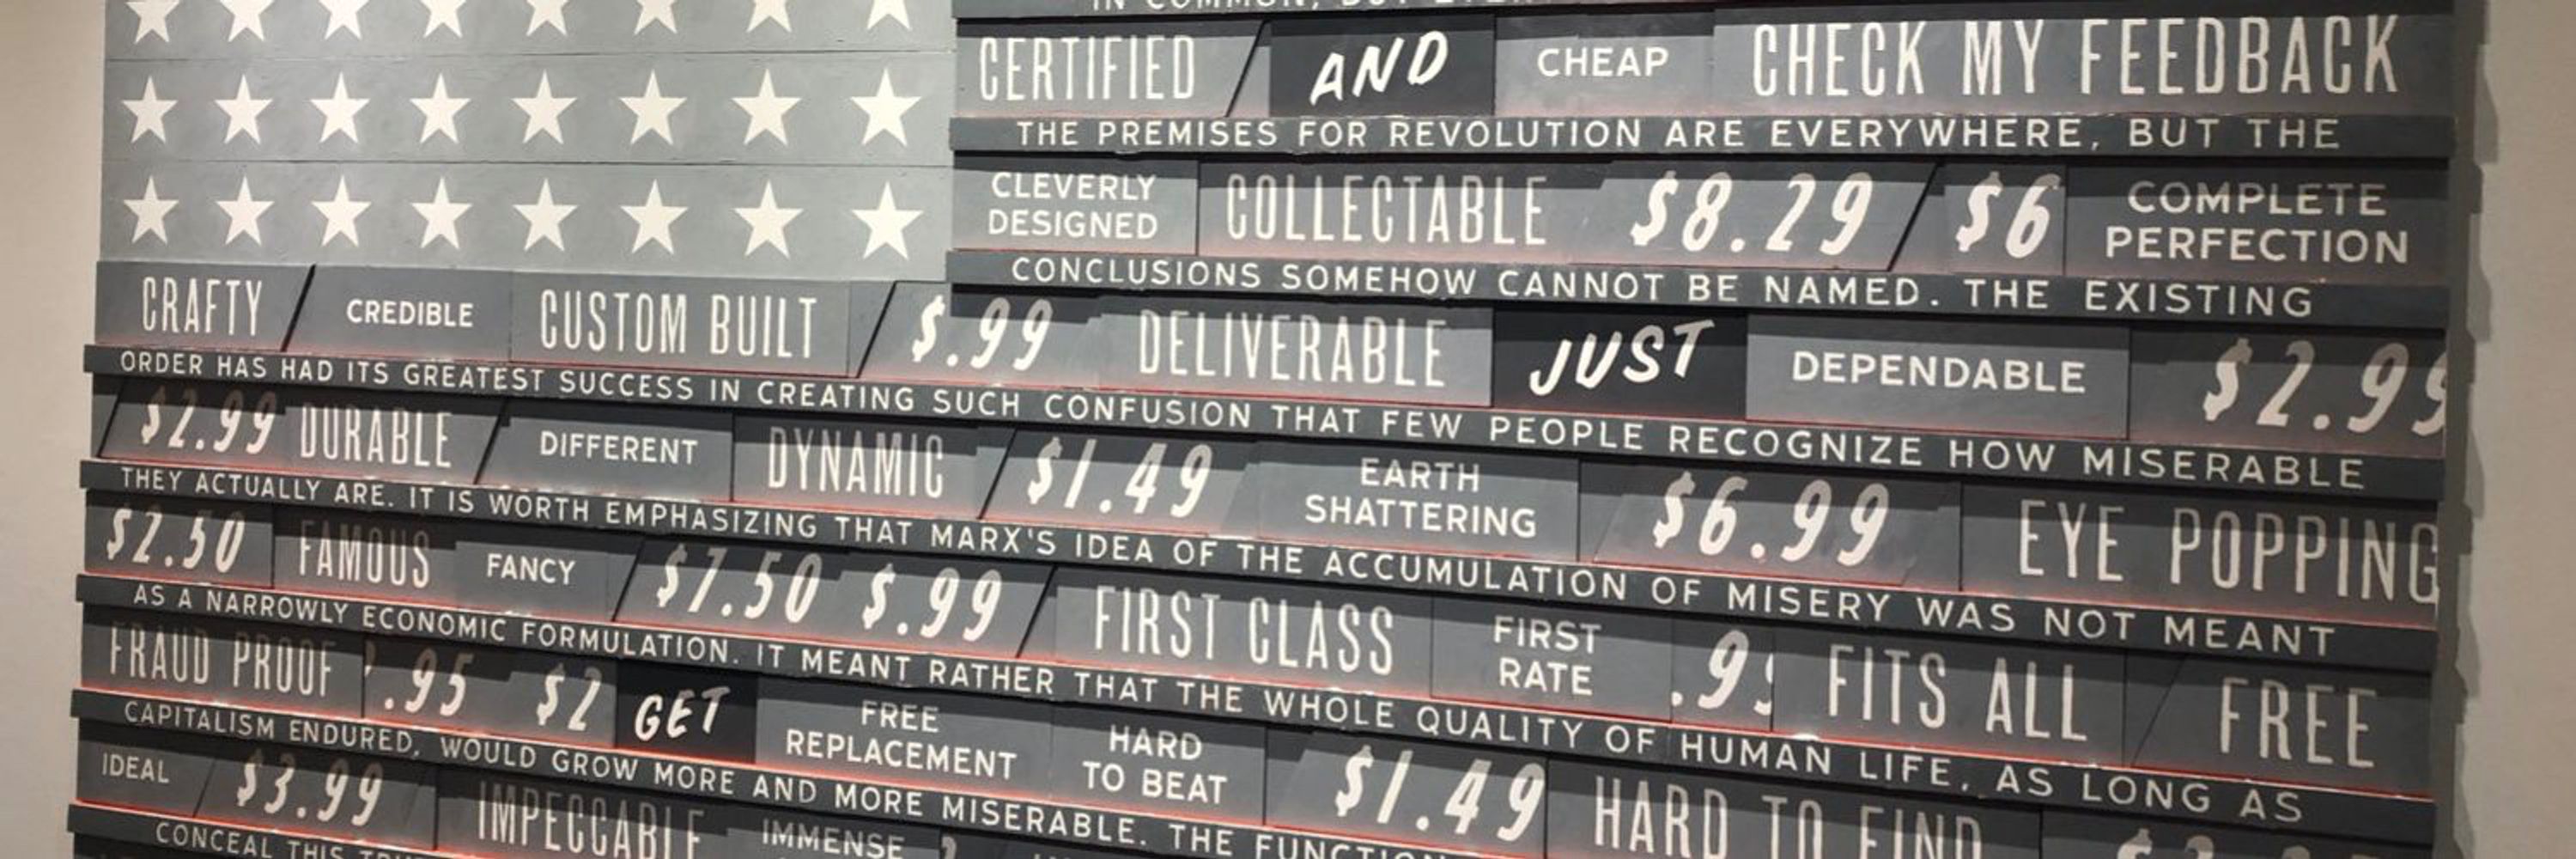 IN COMMON, BUT
CERTIFIED AND CHEAP CHECK MY FEEDBACK
THE PREMISES FOR REVOLUTION ARE EVERYWHERE, BUT THE
CLEVERLY DESIGNED COLLECTABLE $8.29 $6 COMPLETE PERFECTION
CONCLUSIONS SOMEHOW CANNOT BE NAMED. THE EXISTING
CRAFTY CREDIBLE CUSTOM BUILT $.99 DELIVERABLE JUST DEPENDABLE $2.99
ORDER HAS HAD ITS GREATEST SUCCESS IN CREATING SUCH CONFUSION THAT FEW PEOPLE RECOGNIZE HOW MISERABLE
$2.99 DURABLE DIFFERENT DYNAMIC $1.49 EARTH SHATTERING $6.99 EYE POPPING
THEY ACTUALLY ARE. IT IS WORTH EMPHASIZING THAT MARX'S IDEA OF THE ACCUMULATION OF MISERY WAS NOT MEANT
$2.50 FAMOUS FANCY $7.50 $.99 FIRST CLASS FIRST RATE .9 FITS ALL FREE
AS A NARROWLY ECONOMIC FORMULATION. IT MEANT RATHER THAT THE WHOLE QUALITY OF HUMAN LIFE, AS LONG AS
FRAUD PROOF .95 $2 GET FREE REPLACEMENT HARD TO BEAT $1.49 HARD TO FIND
CAPITALISM ENDURED, WOULD GROW MORE AND MORE MISERABLE. THE FUNCTION
IDEAL $3.99 IMPECCABLE IMMENSE
CONCEAL THIS